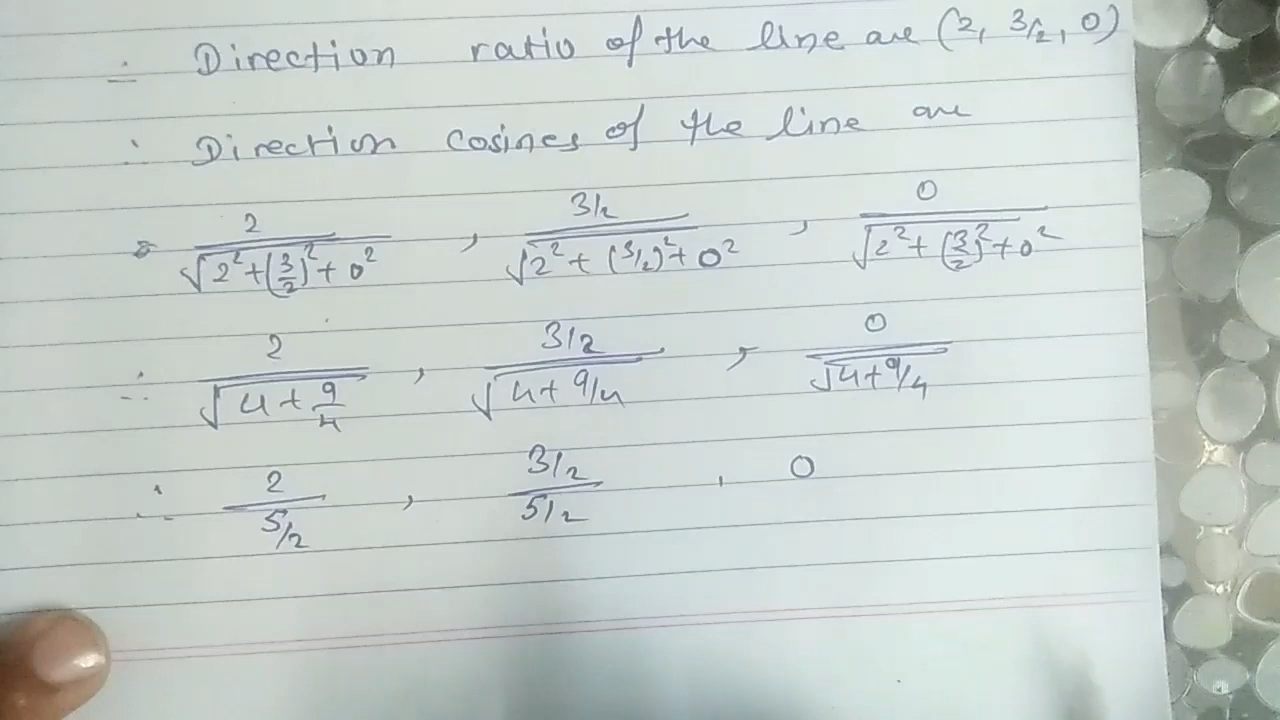 ∴ Direction ratio of the line are (2, 3/2, 0)
∴ Direction cosines of the line are
2/√(2²+(3/2)²+0²) , 3/2/√(2²+(3/2)²+0²) , 0/√(2²+(3/2)²+0²)
∴ 2/√(4+9/4) , 3/2/√(4+9/4) , 0/√(4+9/4)
∴ 2/5/2 , 3/2/5/2 , 0